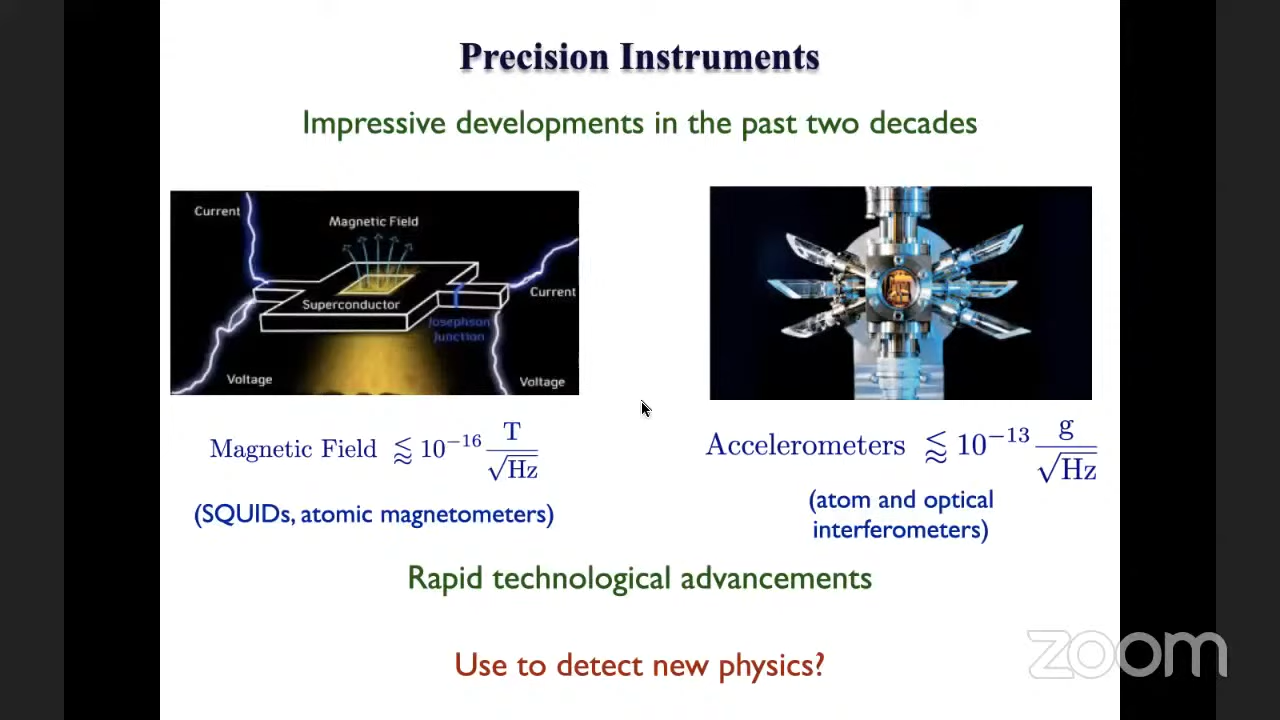 Precision Instruments
Impressive developments in the past two decades
Current
Magnetic Field
Superconductor
Current
Josephson
Junction
Voltage
Voltage
Magnetic Field ⪅ 10⁻¹⁶ T/√Hz
(SQUIDs, atomic magnetometers)
Accelerometers ⪅ 10⁻¹³ g/√Hz
(atom and optical
interferometers)
Rapid technological advancements
Use to detect new physics?
zoom